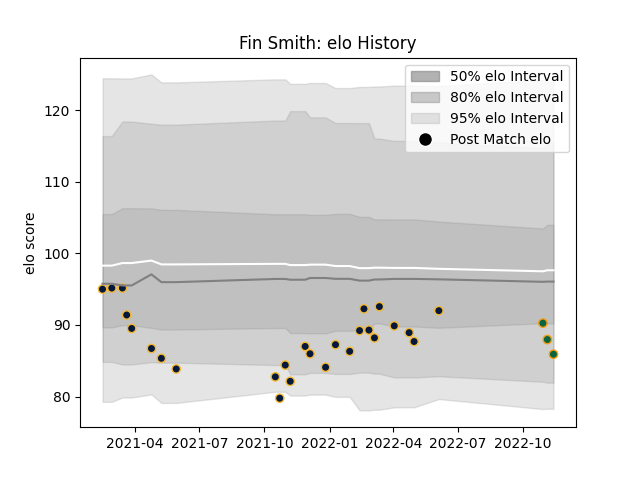 Fin Smith: elo History
50% elo Interval
80% elo Interval
95% elo Interval
Post Match elo
elo score
120
110
100
90
80
2021-04 2021-07 2021-10 2022-01 2022-04 2022-07 2022-10